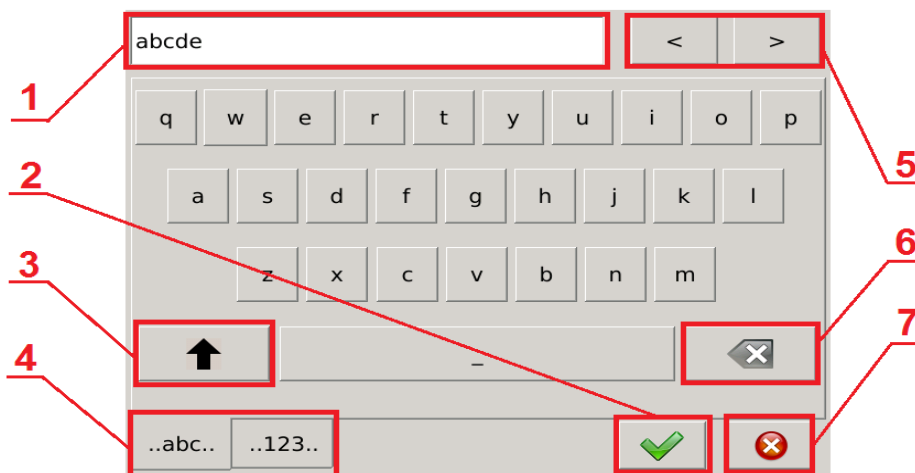 abcde < >
1
q w e r t y u i o p
2 5
a s d f g h j k l
3 6
z x c v b n m
7
_
4
..abc.. ..123..